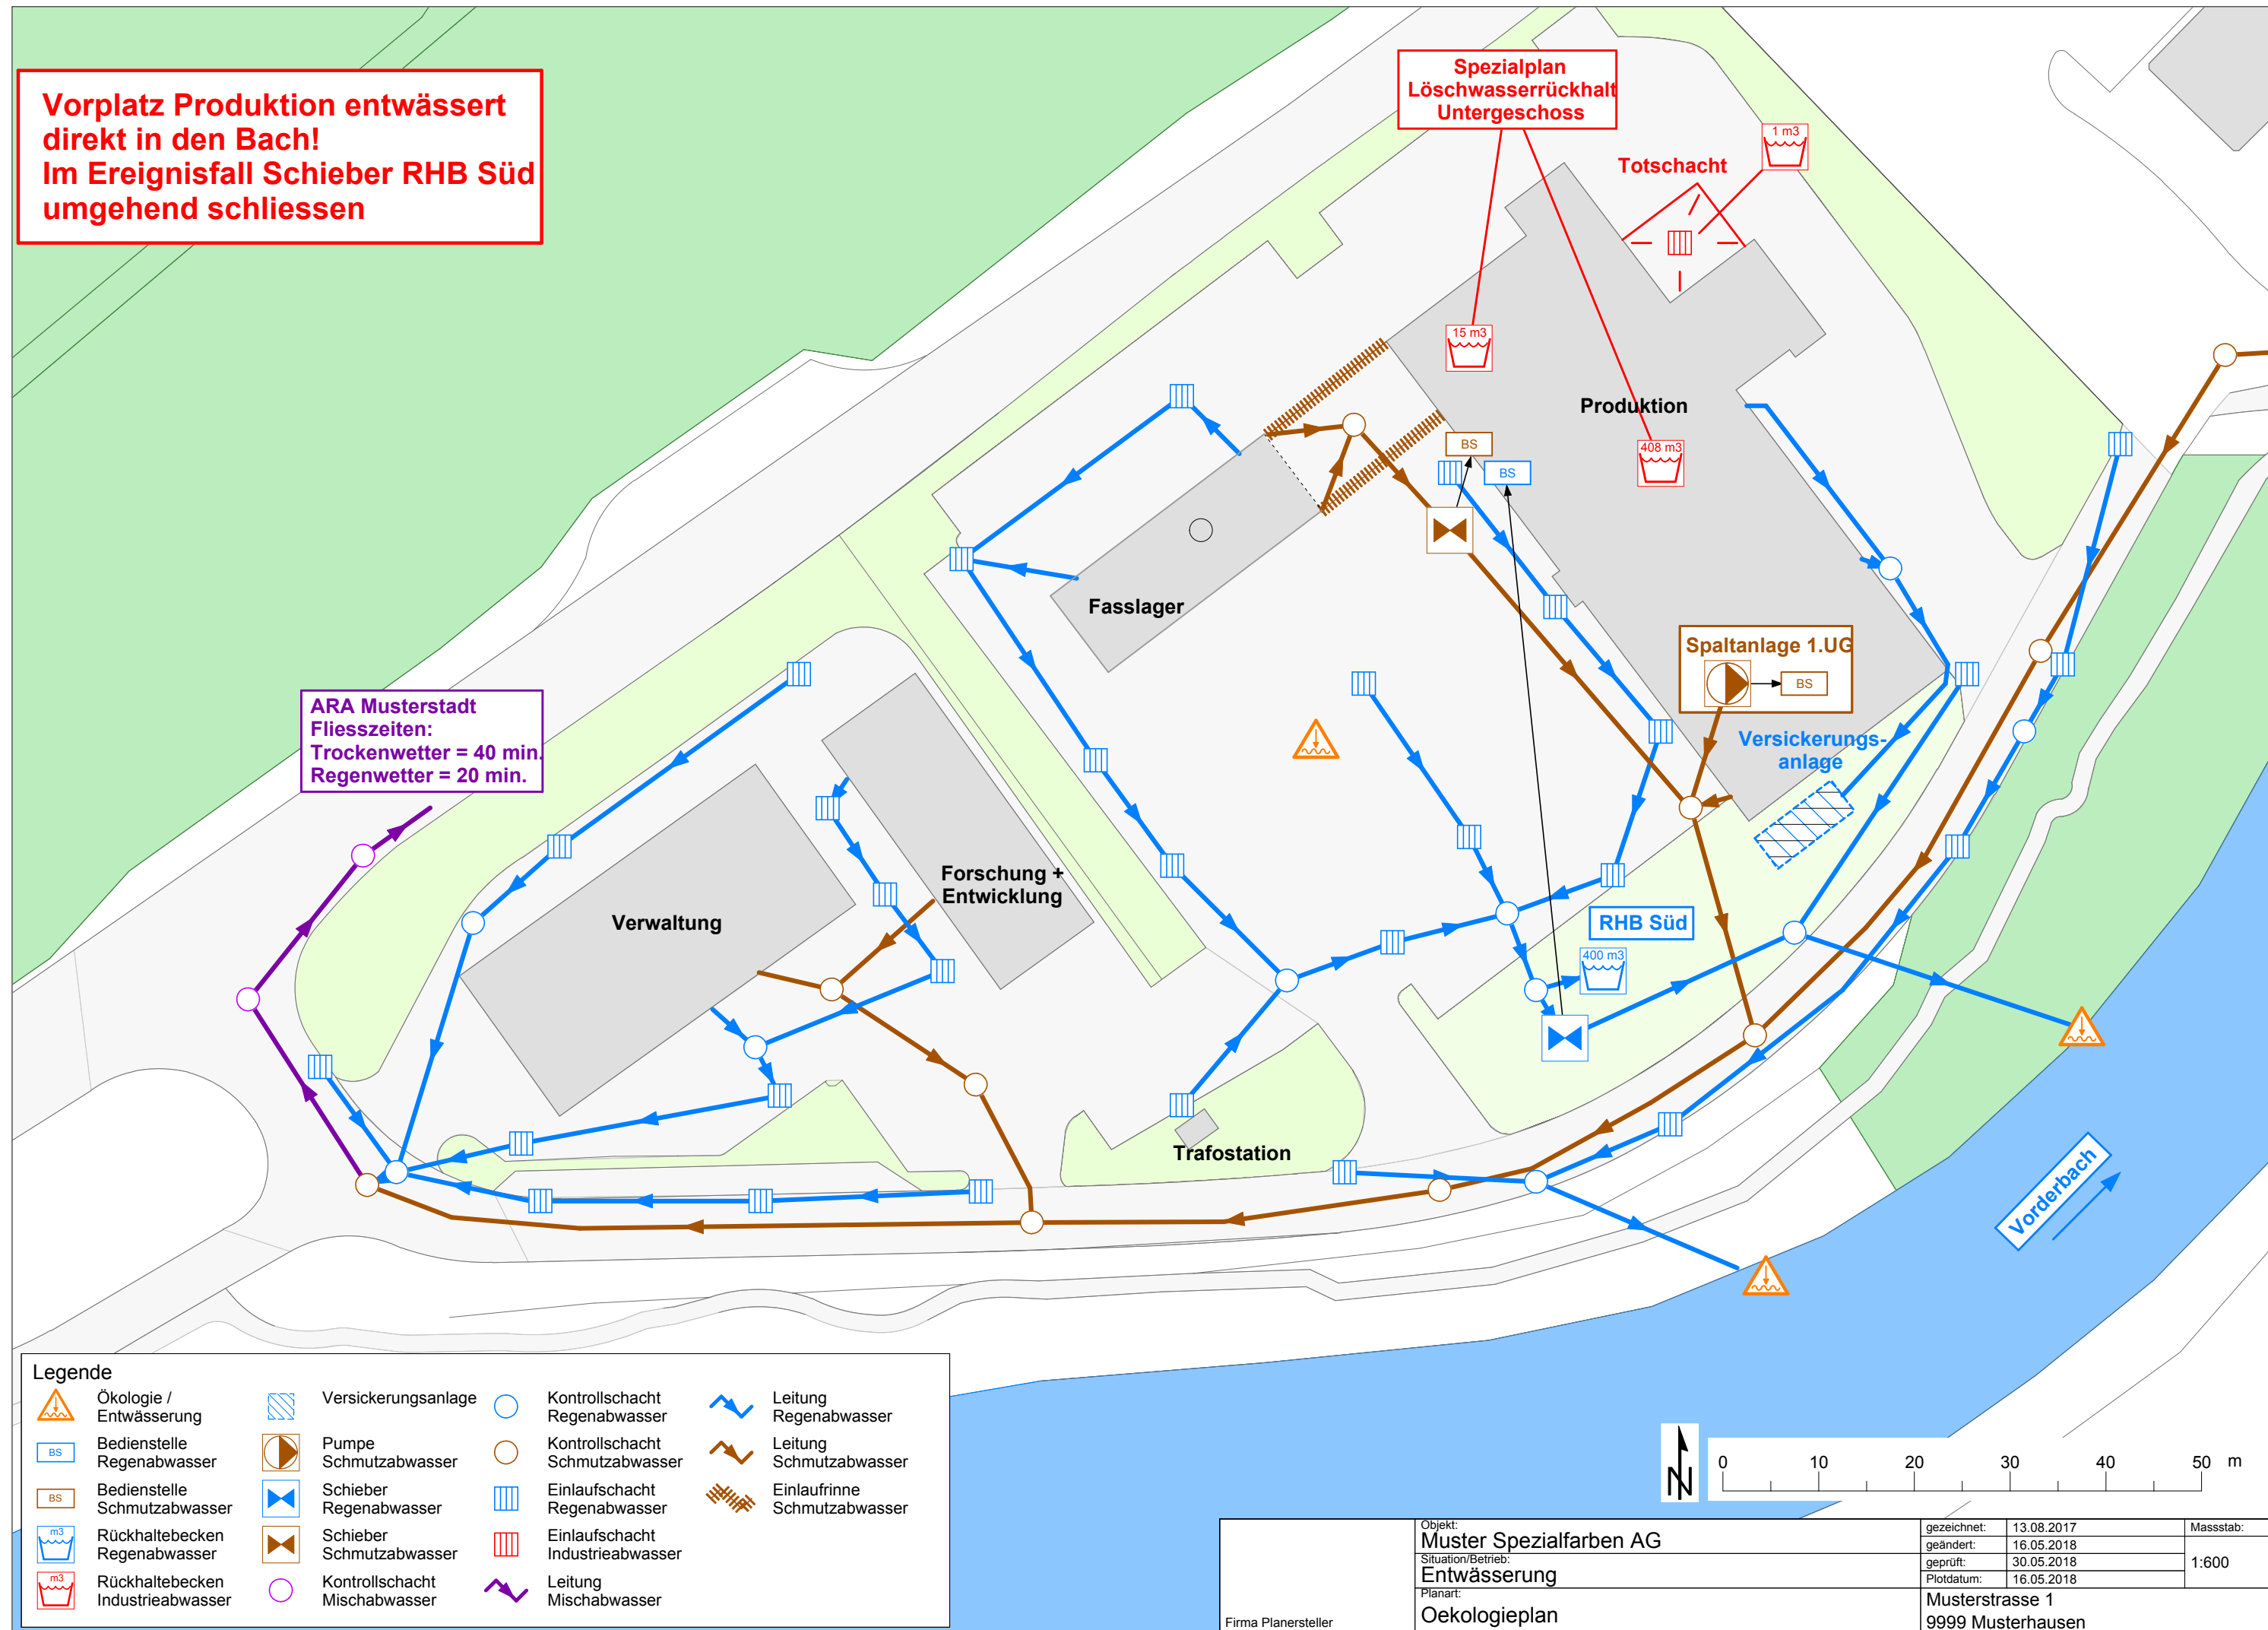 Vorplatz Produktion entwässert
direkt in den Bach!
Im Ereignisfall Schieber RHB Süd
umgehend schliessen
Spezialplan
Löschwasserrückhalt
Untergeschoss
1 m3
Totschacht
15 m3
Produktion
408 m3
BS
BS
Fasslager
Spaltanlage 1.UG
BS
Versickerungs-
anlage
ARA Musterstadt
Fliesszeiten:
Trockenwetter = 40 min.
Regenwetter = 20 min.
Forschung +
Entwicklung
Verwaltung
RHB Süd
400 m3
Trafostation
Vorderbach
Legende
Ökologie /
Entwässerung
Bedienstelle
Regenabwasser
BS
Bedienstelle
Schmutzabwasser
BS
Rückhaltebecken
Regenabwasser
m3
Rückhaltebecken
Industrieabwasser
m3
Versickerungsanlage
Pumpe
Schmutzabwasser
Schieber
Regenabwasser
Schieber
Schmutzabwasser
Kontrollschacht
Mischabwasser
Kontrollschacht
Regenabwasser
Kontrollschacht
Schmutzabwasser
Einlaufschacht
Regenabwasser
Einlaufschacht
Industrieabwasser
Leitung
Mischabwasser
Leitung
Regenabwasser
Leitung
Schmutzabwasser
Einlaufrinne
Schmutzabwasser
N
0 10 20 30 40 50 m
Firma Planersteller
Objekt:
Muster Spezialfarben AG
Situation/Betrieb:
Entwässerung
Planart:
Oekologieplan
gezeichnet: 13.08.2017
geändert: 16.05.2018
geprüft: 30.05.2018
Plotdatum: 16.05.2018
Massstab:
1:600
Musterstrasse 1
9999 Musterhausen